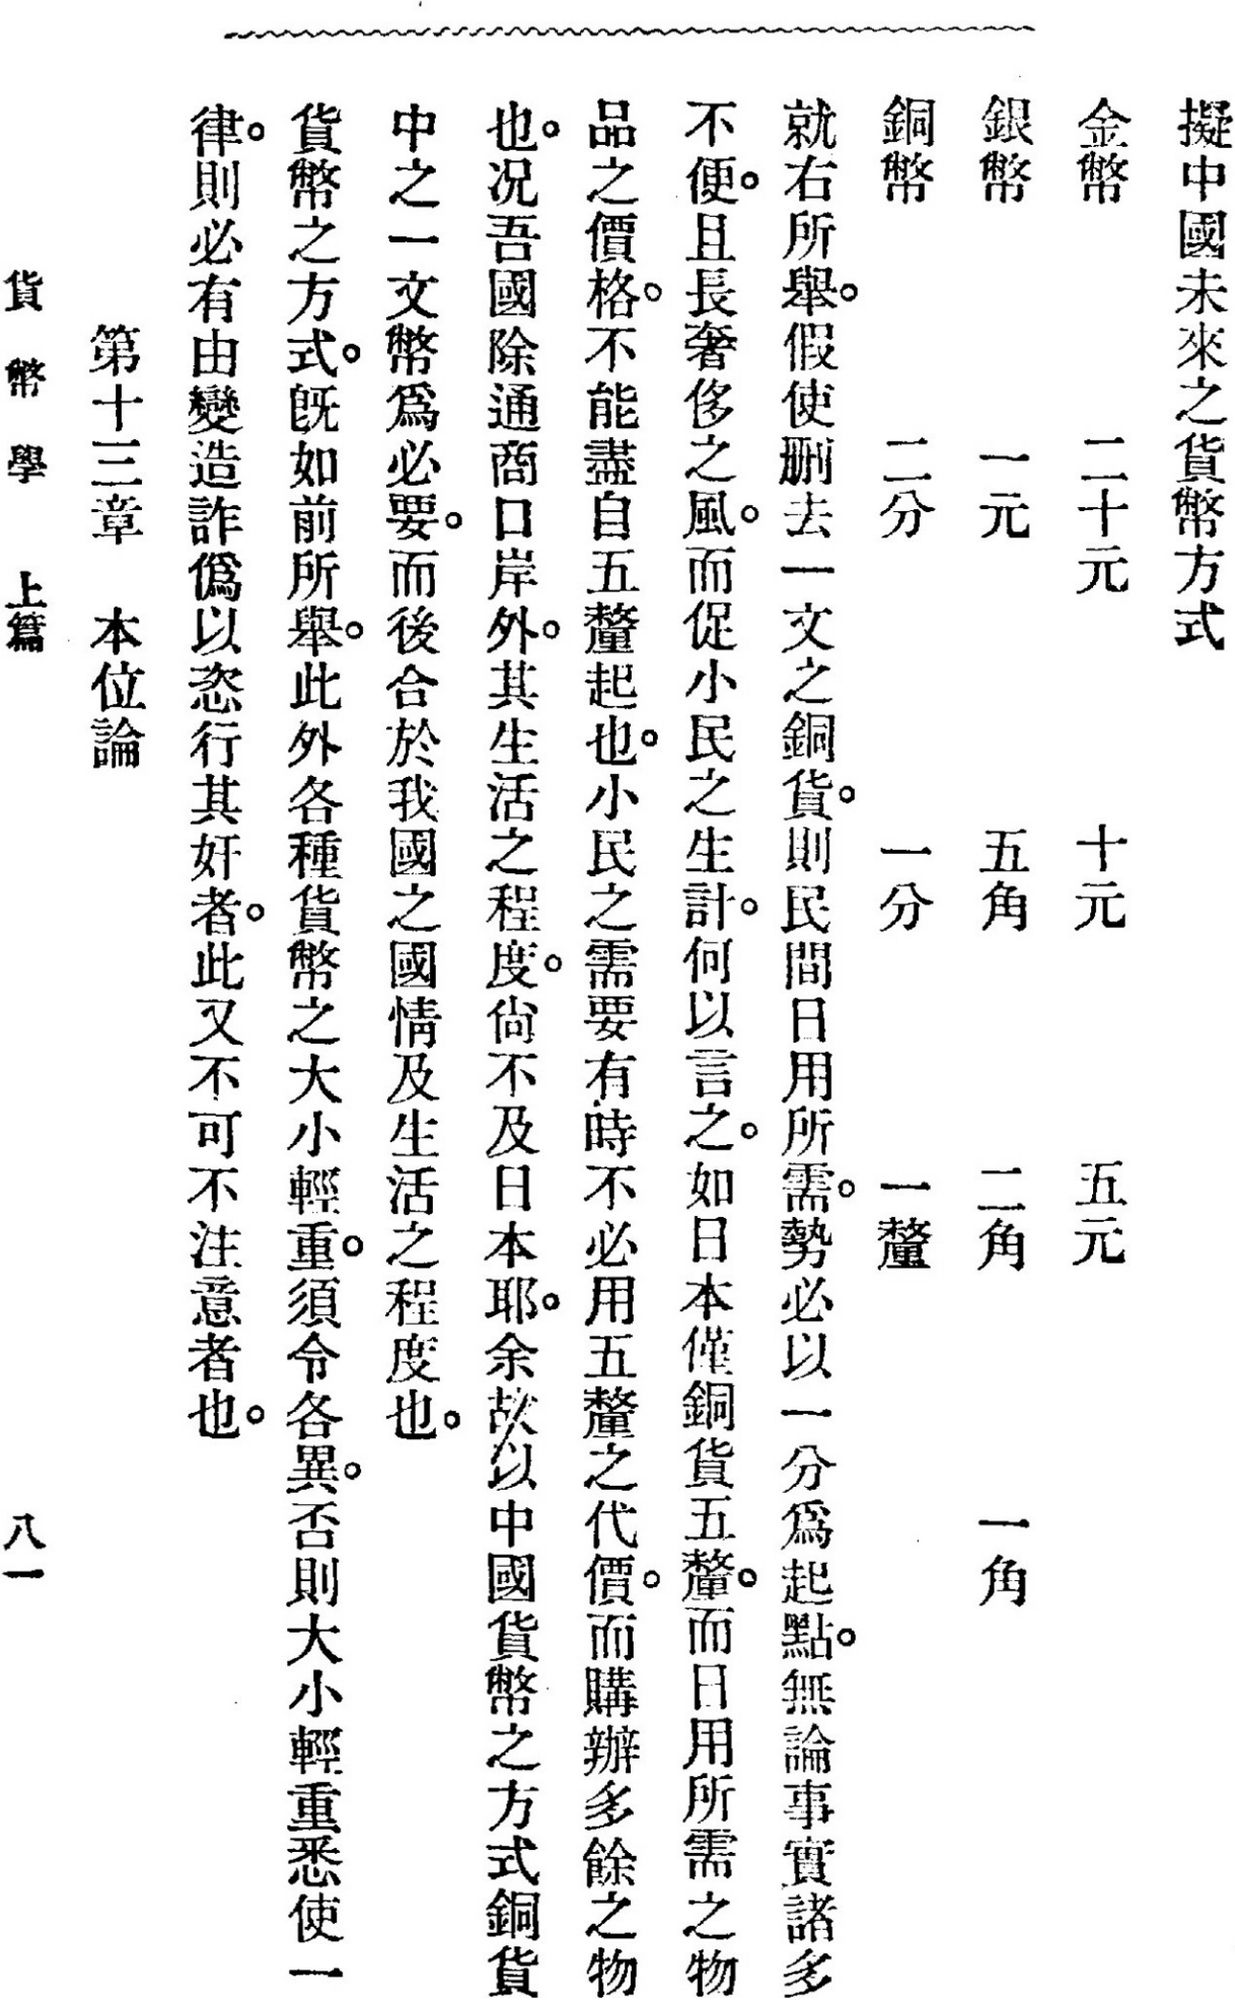 擬中國未來之貨幣方式
金幣　二十元　十元　五元
銀幣　一元　五角　二角　一角
銅幣　二分　一分　一釐
就右所舉。假使刪去一文之銅貨。則民間日用所需。勢必以一分爲起點。無論事實諸多
不便。且長奢侈之風。而促小民之生計。何以言之。如日本僅銅貨五釐。而日用所需之物
品之價格。不能盡自五釐起也。小民之需要有時不必用五釐之代價。而購辦多餘之物
也。况吾國除通商口岸外。其生活之程度。尙不及日本耶。余故以中國貨幣之方式銅貨
中之一文幣爲必要。而後合於我國之國情及生活之程度也。
貨幣之方式。旣如前所舉。此外各種貨幣之大小輕重。須令各異。否則大小輕重悉使一
律。則必有由變造詐僞以恣行其奸者。此又不可不注意者也。
第十三章　本位論
貨幣學　上篇　八一